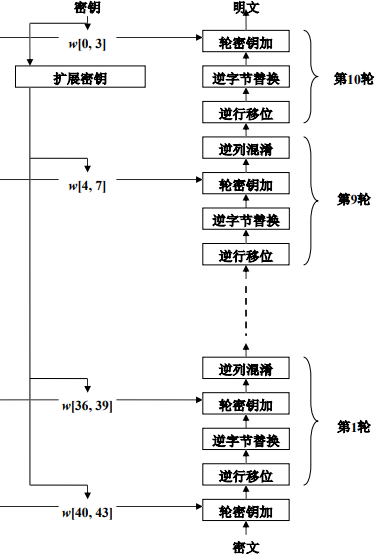 密钥
明文
w[0, 3]
轮密钥加
扩展密钥
逆字节替换
第10轮
逆行移位
逆列混淆
w[4, 7]
轮密钥加
第9轮
逆字节替换
逆行移位
逆列混淆
w[36, 39]
轮密钥加
第1轮
逆字节替换
逆行移位
w[40, 43]
轮密钥加
密文